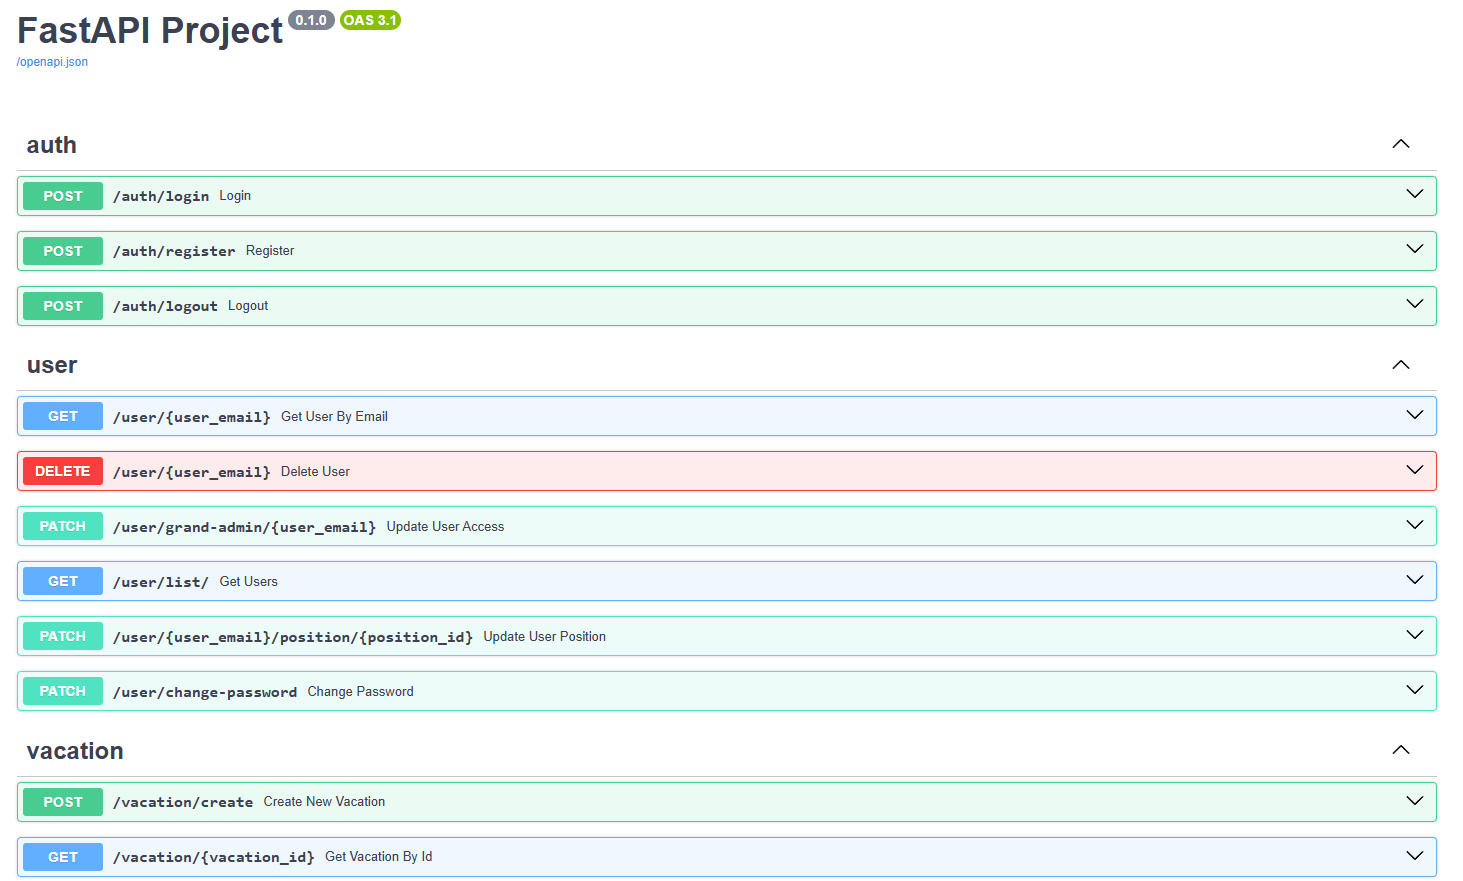 FastAPI Project 0.1.0 OAS 3.1
/openapi.json
auth
POST /auth/login Login
POST /auth/register Register
POST /auth/logout Logout
user
GET /user/{user_email} Get User By Email
DELETE /user/{user_email} Delete User
PATCH /user/grand-admin/{user_email} Update User Access
GET /user/list/ Get Users
PATCH /user/{user_email}/position/{position_id} Update User Position
PATCH /user/change-password Change Password
vacation
POST /vacation/create Create New Vacation
GET /vacation/{vacation_id} Get Vacation By Id